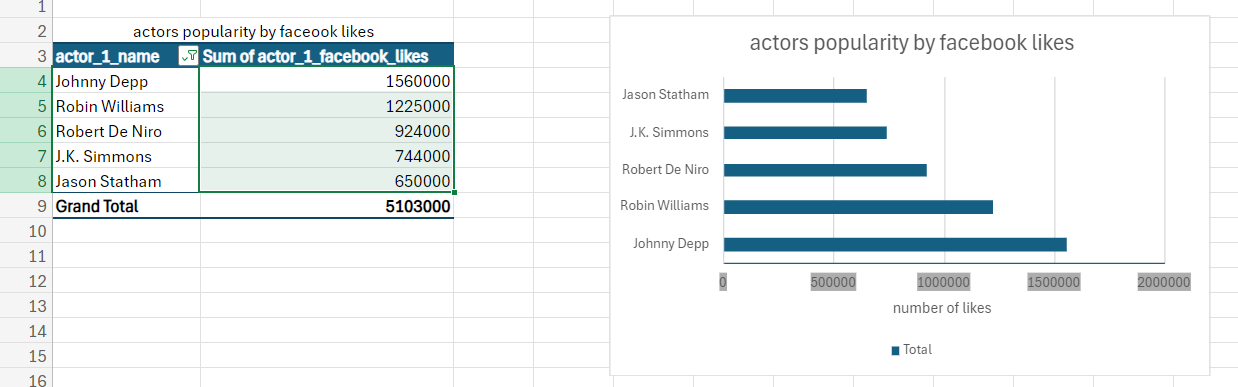 1
2 actors popularity by faceook likes
3 actor_1_name Sum of actor_1_facebook_likes
4 Johnny Depp 1560000
5 Robin Williams 1225000
6 Robert De Niro 924000
7 J.K. Simmons 744000
8 Jason Statham 650000
9 Grand Total 5103000
10
11
12
13
14
15
16
actors popularity by facebook likes
Jason Statham
J.K. Simmons
Robert De Niro
Robin Williams
Johnny Depp
0 500000 1000000 1500000 2000000
number of likes
Total